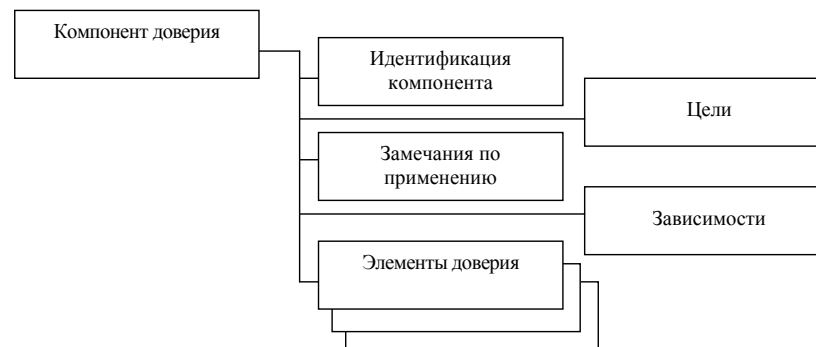 Компонент доверия
Идентификация
компонента
Цели
Замечания по
применению
Зависимости
Элементы доверия